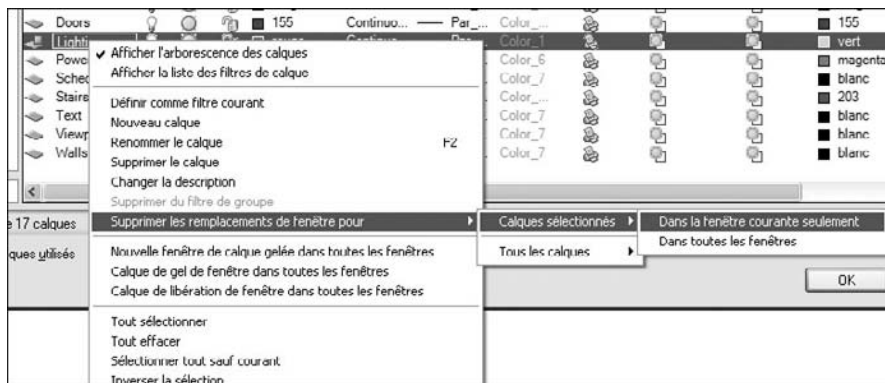 Doors 155 Continuo... Par_... Color_... 155
Lighti Color_1 vert
✓ Afficher l'arborescence des calques
Powe Color_6 magenta
Afficher la liste des filtres de calque
Sched Color_7 blanc
Stairs Color_... 203
Définir comme filtre courant
Text Color_7 blanc
Nouveau calque
Viewp Color_7 blanc
Renommer le calque F2
Walls Color_7 blanc
Supprimer le calque
Changer la description
Supprimer du filtre de groupe
e 17 calques
Supprimer les remplacements de fenêtre pour
Calques sélectionnés
Dans la fenêtre courante seulement
Dans toutes les fenêtres
Tous les calques
ques utilisés
Nouvelle fenêtre de calque gelée dans toutes les fenêtres
Calque de gel de fenêtre dans toutes les fenêtres
Calque de libération de fenêtre dans toutes les fenêtres
OK
Tout sélectionner
Tout effacer
Sélectionner tout sauf courant
Inverser la sélection